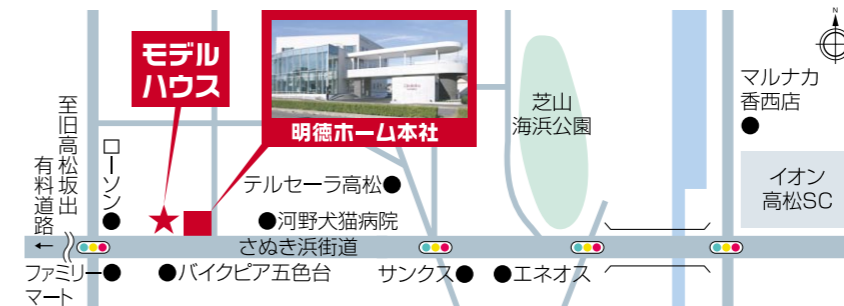 N
モデル
ハウス
明徳ホーム本社
芝山
海浜公園
マルナカ
香西店
イオン
高松SC
至旧高松坂出
有料道路
←
ローソン
テルセーラ高松
河野犬猫病院
さぬき浜街道
ファミリー
マート
バイクピア五色台
サンクス
エネオス